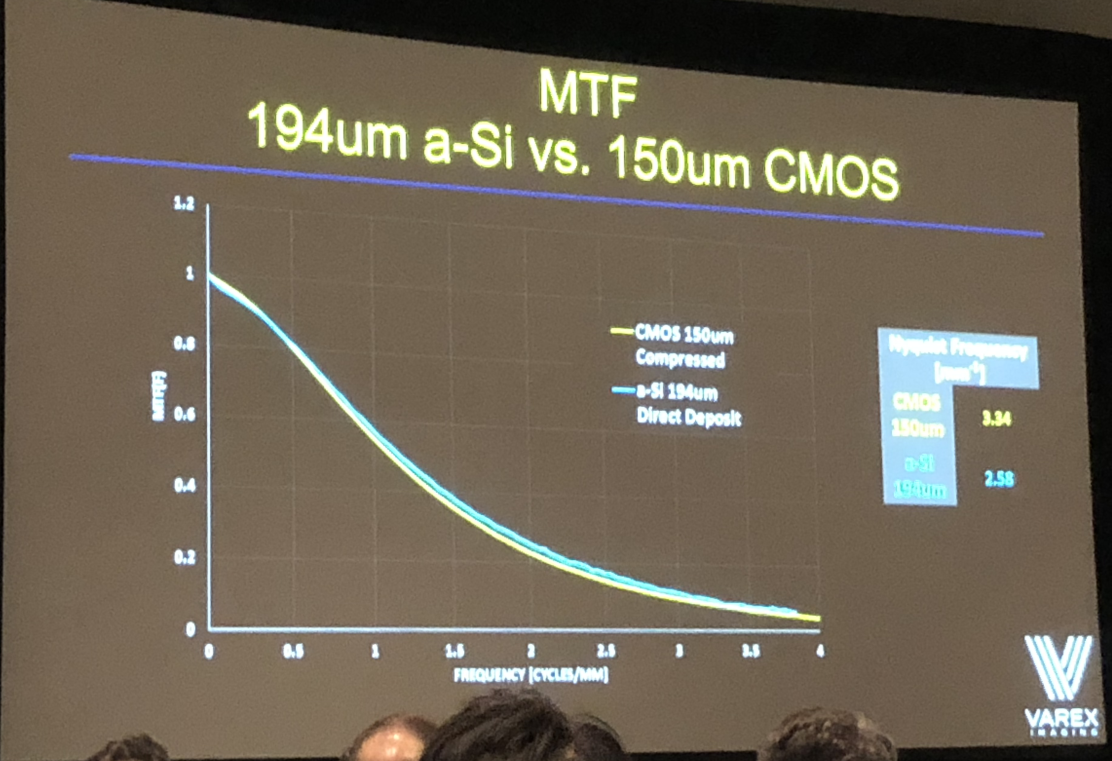 MTF
194um a-Si vs. 150um CMOS
1.2
1
0.8
0.6
0.4
0.2
0
MTF(F)
0
0.5
1
1.5
2
2.5
3
3.5
4
FREQUENCY [CYCLES/MM]
CMOS 150um
Compressed
a-Si 194um
Direct Deposit
Nyquist Frequency
[mm⁻¹]
CMOS
150um
3.34
a-Si
194um
2.58
VAREX
IMAGING